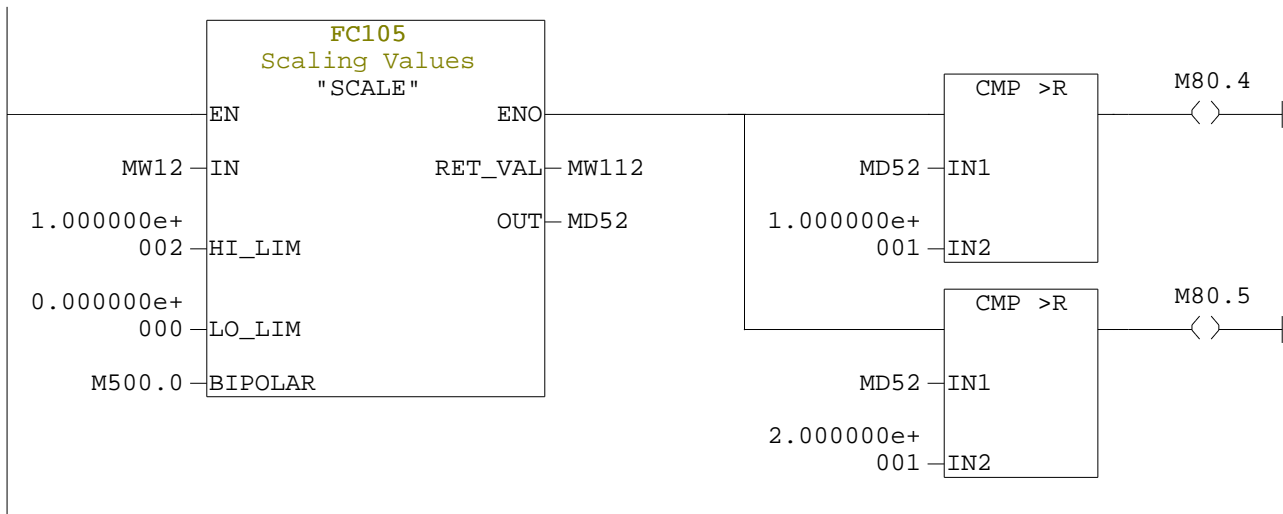 FC105
Scaling Values
"SCALE"
CMP >R
M80.4
EN
ENO
MW12
IN
RET_VAL
MW112
MD52
IN1
1.000000e+
002
HI_LIM
OUT
MD52
1.000000e+
001
IN2
0.000000e+
000
LO_LIM
CMP >R
M80.5
M500.0
BIPOLAR
MD52
IN1
2.000000e+
001
IN2